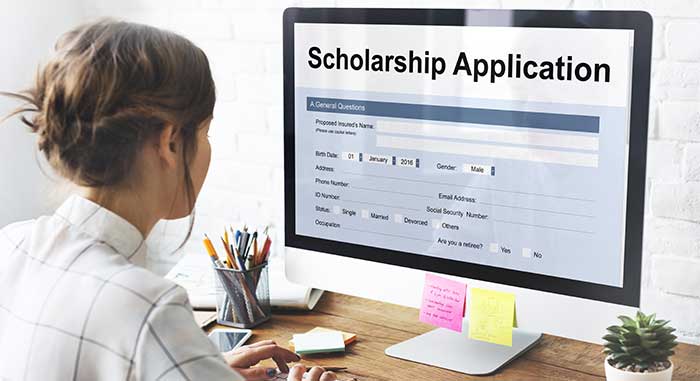 Scholarship Application
A. General Questions
Proposed Insured's Name
(Please use capital letters)
Birth Date: 01 January 2016 Gender: Male
Address:
Phone Number: Email Address:
ID Number: Social Security Number:
Status: Single Married Divorced Others
Occupation: Are you a retiree? Yes No